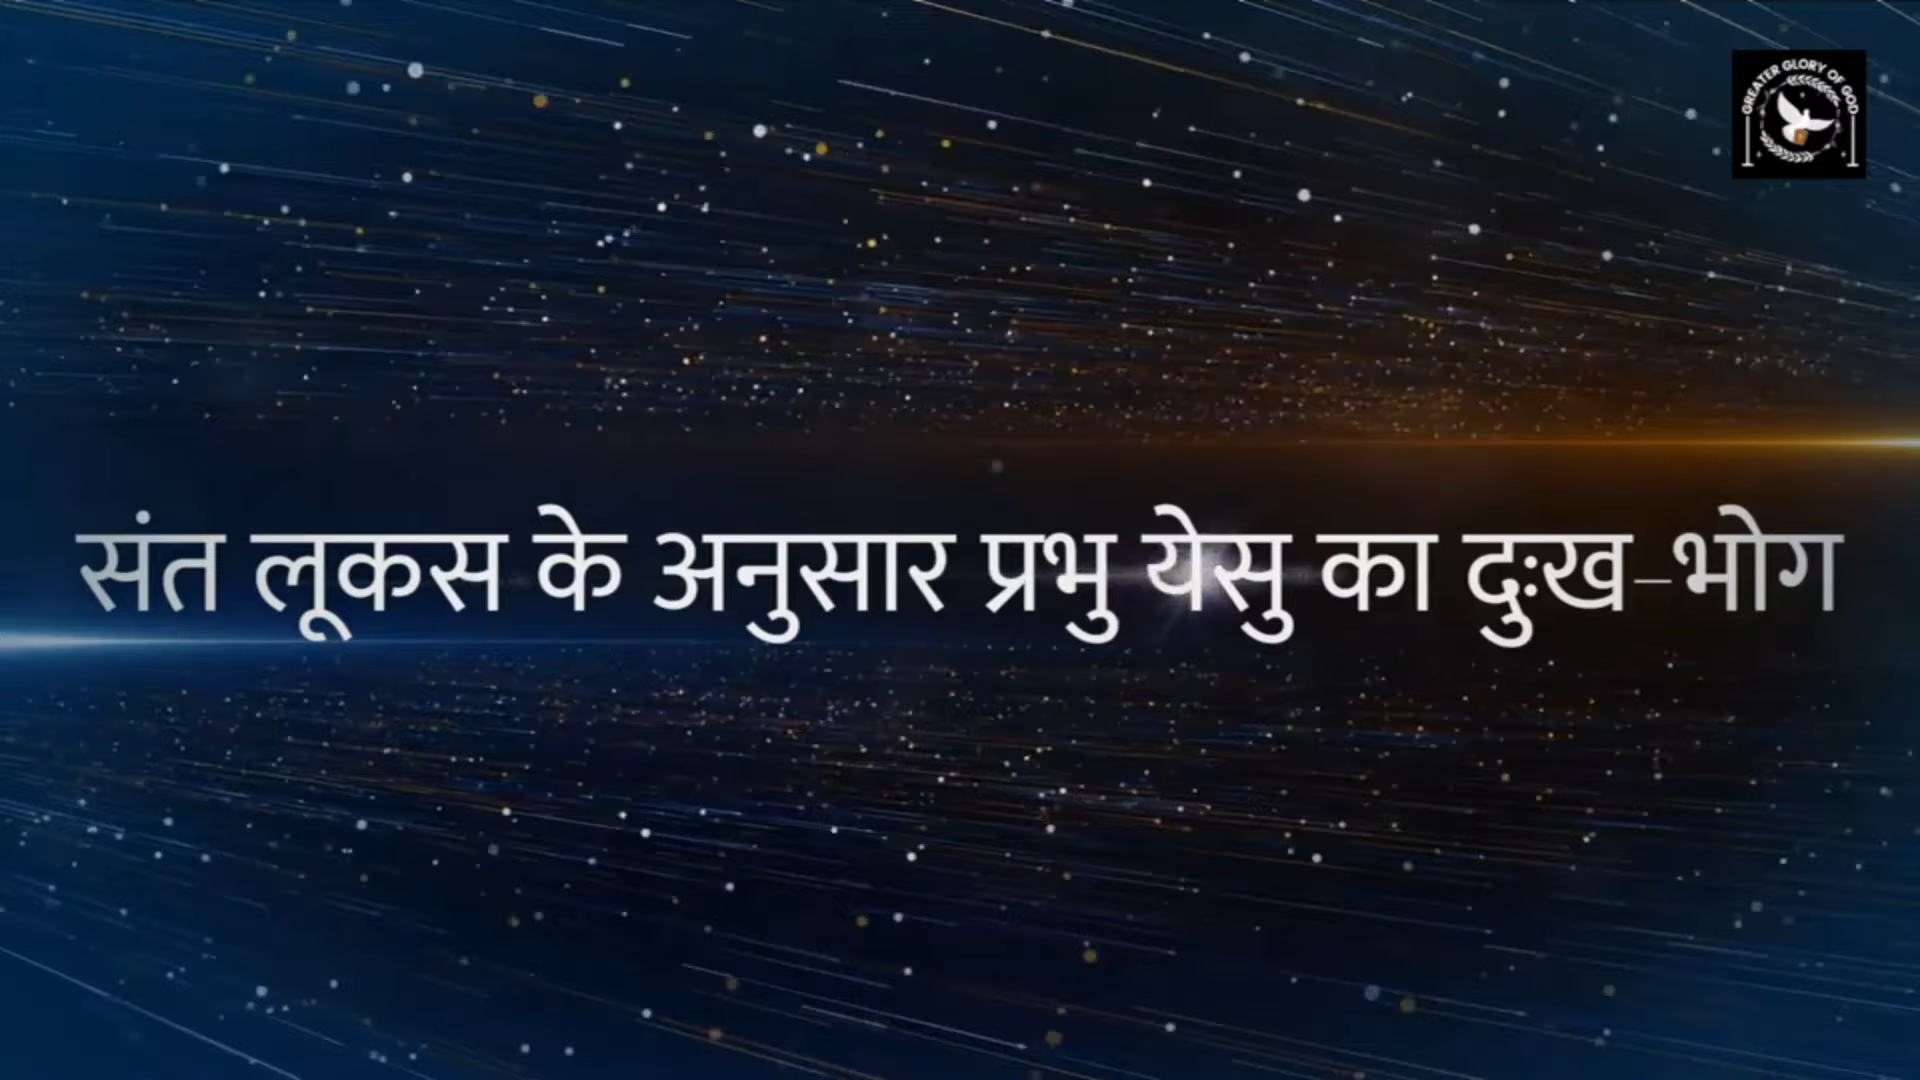 GREATER GLORY OF GOD
संत लूकस के अनुसार प्रभु येसु का दुःख-भोग